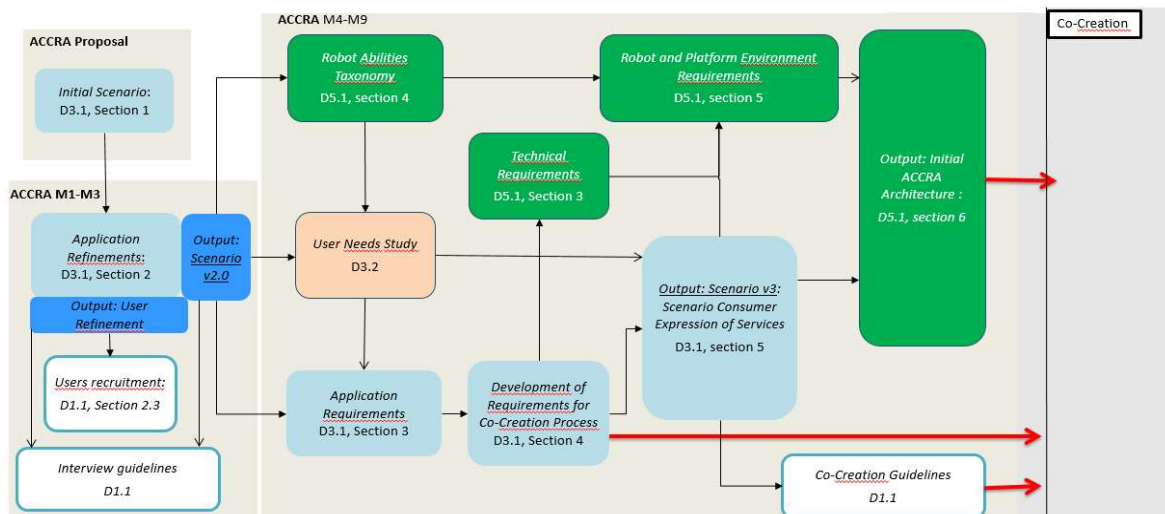 ACCRA Proposal
Initial Scenario:
D3.1, Section 1
ACCRA M1-M3
Application
Refinements:
D3.1, Section 2
Output:
Scenario
v2.0
Output: User
Refinement
Users recruitment:
D1.1, Section 2.3
Interview guidelines
D1.1
ACCRA M4-M9
Robot Abilities
Taxonomy
D5.1, section 4
Robot and Platform Environment
Requirements
D5.1, section 5
Technical
Requirements
D5.1, Section 3
Output: Initial
ACCRA
Architecture :
D5.1, section 6
User Needs Study
D3.2
Output: Scenario v3:
Scenario Consumer
Expression of Services
D3.1, section 5
Application
Requirements
D3.1, Section 3
Development of
Requirements for
Co-Creation Process
D3.1, Section 4
Co-Creation Guidelines
D1.1
Co-Creation